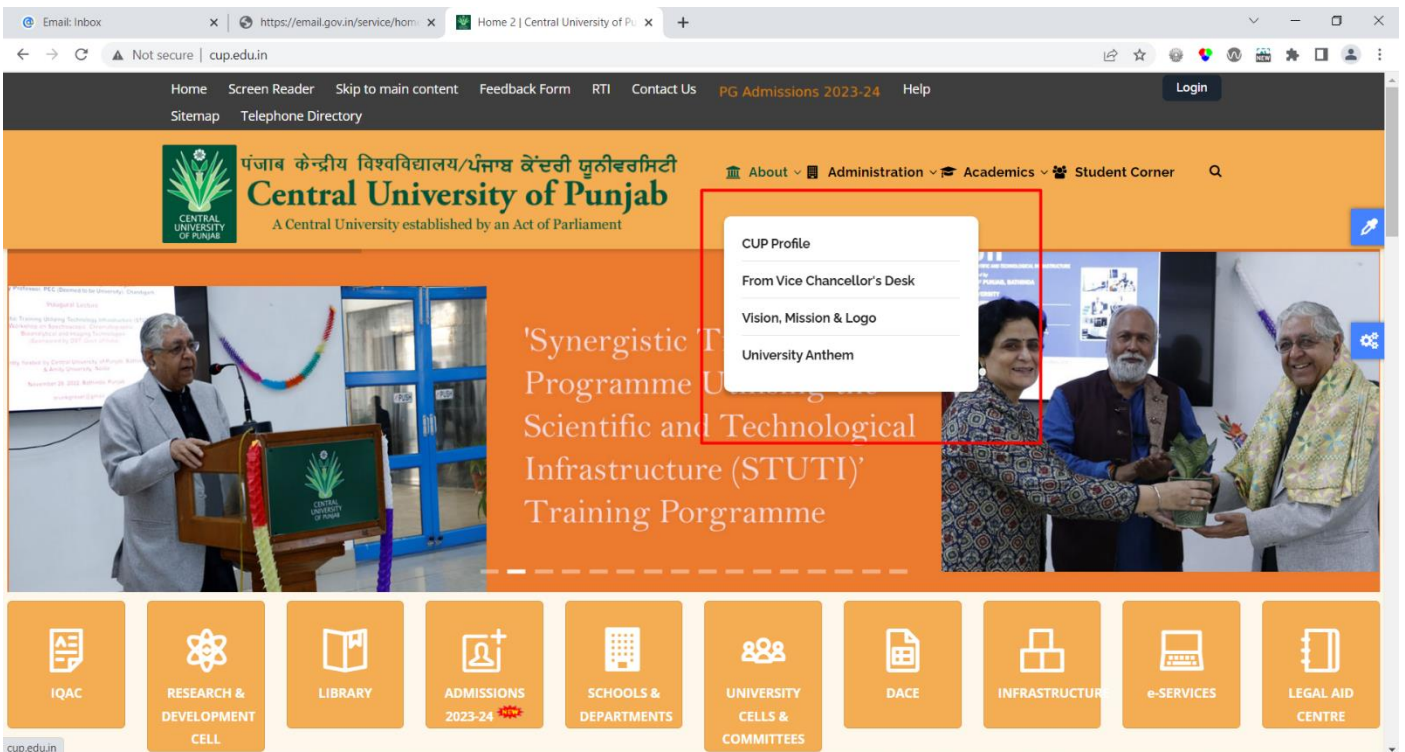 Email: Inbox
https://email.gov.in/service/hom
Home 2 | Central University of Pu
Not secure | cup.edu.in
Home Screen Reader Skip to main content Feedback Form RTI Contact Us PG Admissions 2023-24 Help Login
Sitemap Telephone Directory
पंजाब केन्द्रीय विश्वविद्यालय/ਪੰਜਾਬ ਕੇਂਦਰੀ ਯੂਨੀਵਰਸਿਟੀ
Central University of Punjab
A Central University established by an Act of Parliament
CENTRAL
UNIVERSITY
OF PUNJAB
About Administration Academics Student Corner
CUP Profile
From Vice Chancellor's Desk
Vision, Mission & Logo
University Anthem
'Synergistic T
Programme U
Scientific and Technological
Infrastructure (STUTI)'
Training Porgramme
CENTRAL
UNIVERSITY
OF PUNJAB
PUSH
PUSH
IQAC
RESEARCH &
DEVELOPMENT
CELL
LIBRARY
ADMISSIONS
2023-24 NEW
SCHOOLS &
DEPARTMENTS
UNIVERSITY
CELLS &
COMMITTEES
DACE
INFRASTRUCTURE
e-SERVICES
LEGAL AID
CENTRE
cup.edu.in